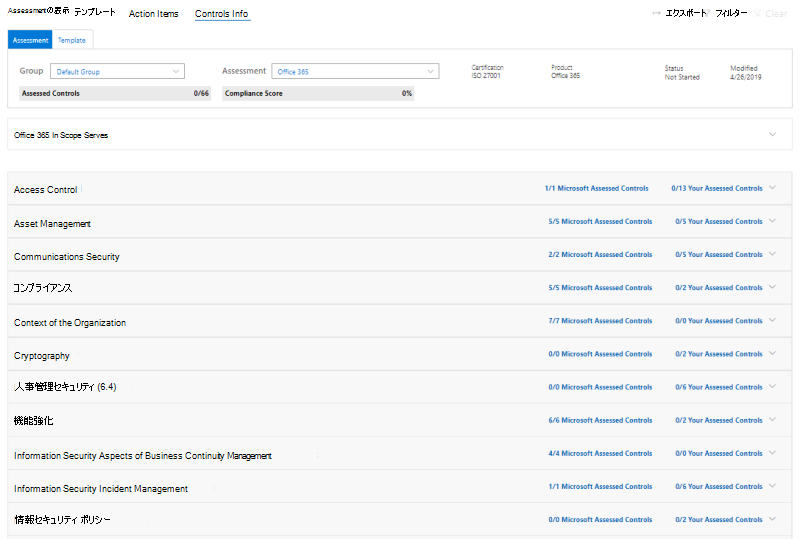 Assessmentの表示 テンプレート Action Items Controls Info エクスポート フィルター Clear
Assessment Template
Group Default Group Assessment Office 365 Certification ISO 27001 Product Office 365 Status Not Started Modified 4/26/2019
Assessed Controls 0/66 Compliance Score 0%
Office 365 In Scope Serves
Access Control 1/1 Microsoft Assessed Controls 0/13 Your Assessed Controls
Asset Management 5/5 Microsoft Assessed Controls 0/5 Your Assessed Controls
Communications Security 2/2 Microsoft Assessed Controls 0/5 Your Assessed Controls
コンプライアンス 5/5 Microsoft Assessed Controls 0/2 Your Assessed Controls
Context of the Organization 7/7 Microsoft Assessed Controls 0/0 Your Assessed Controls
Cryptography 0/0 Microsoft Assessed Controls 0/2 Your Assessed Controls
人事管理セキュリティ (6.4) 0/0 Microsoft Assessed Controls 0/6 Your Assessed Controls
機能強化 6/6 Microsoft Assessed Controls 0/2 Your Assessed Controls
Information Security Aspects of Business Continuity Management 4/4 Microsoft Assessed Controls 0/0 Your Assessed Controls
Information Security Incident Management 1/1 Microsoft Assessed Controls 0/6 Your Assessed Controls
情報セキュリティ ポリシー 0/0 Microsoft Assessed Controls 0/2 Your Assessed Controls